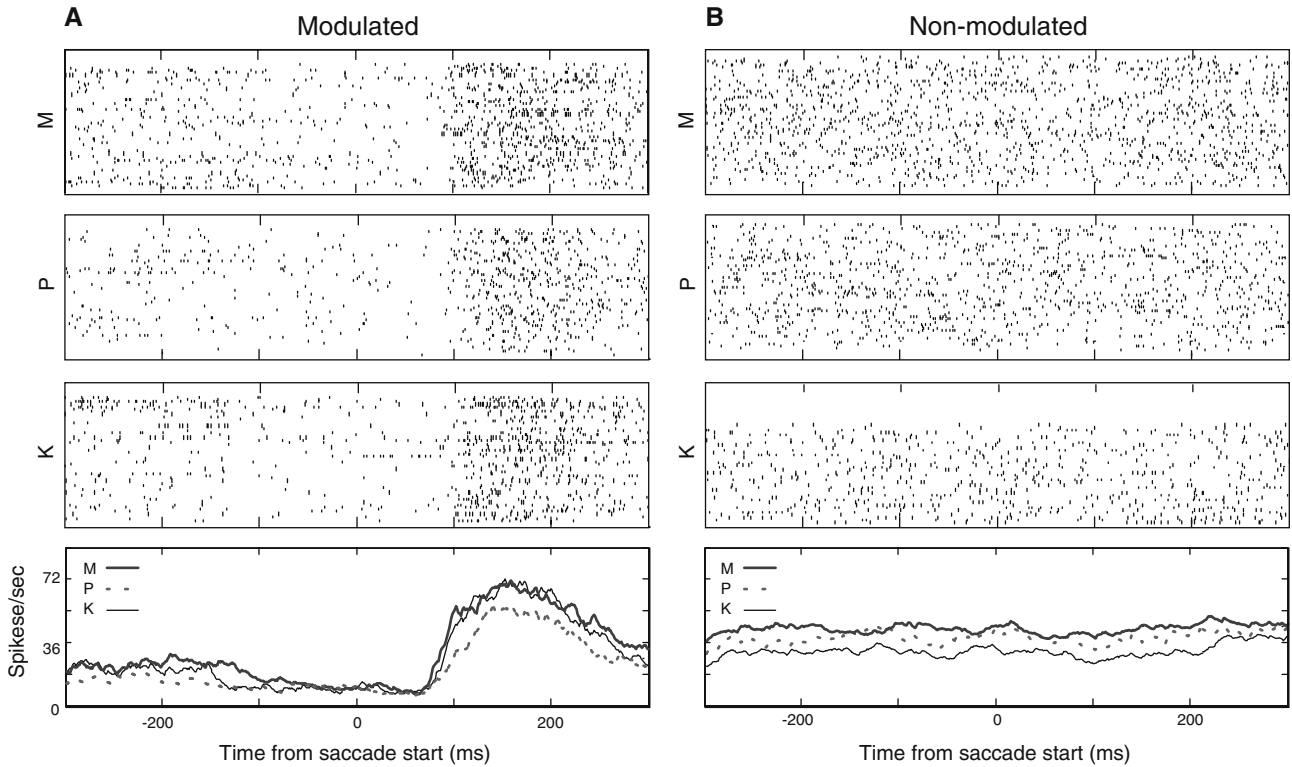 A
Modulated
M
P
K
M
P
K
72
36
0
Spikese/sec
-200
0
200
Time from saccade start (ms)
B
Non-modulated
M
P
K
M
P
K
-200
0
200
Time from saccade start (ms)